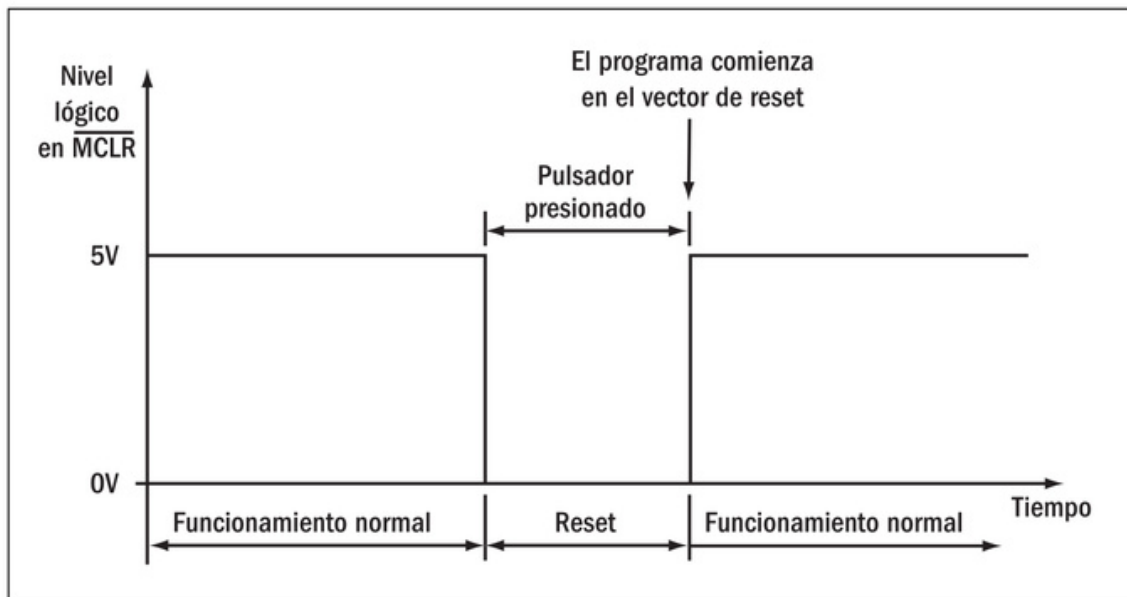 Nivel
lógico
en MCLR
El programa comienza
en el vector de reset
Pulsador
presionado
5V
0V
Tiempo
Funcionamiento normal
Reset
Funcionamiento normal